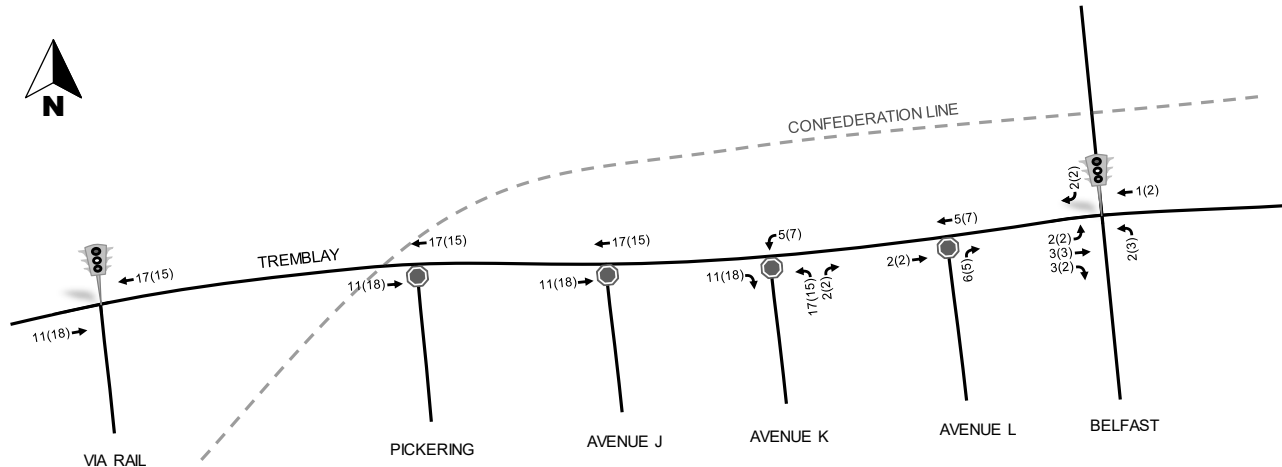 N
CONFEDERATION LINE
2(2)
1(2)
5(7)
17(15)
17(15)
5(7)
TREMBLAY
17(15)
2(2)
3(3)
3(2)
2(3)
2(2)
6(5)
11(18)
17(15)
2(2)
11(18)
11(18)
11(18)
VIA RAIL
PICKERING
AVENUE J
AVENUE K
AVENUE L
BELFAST